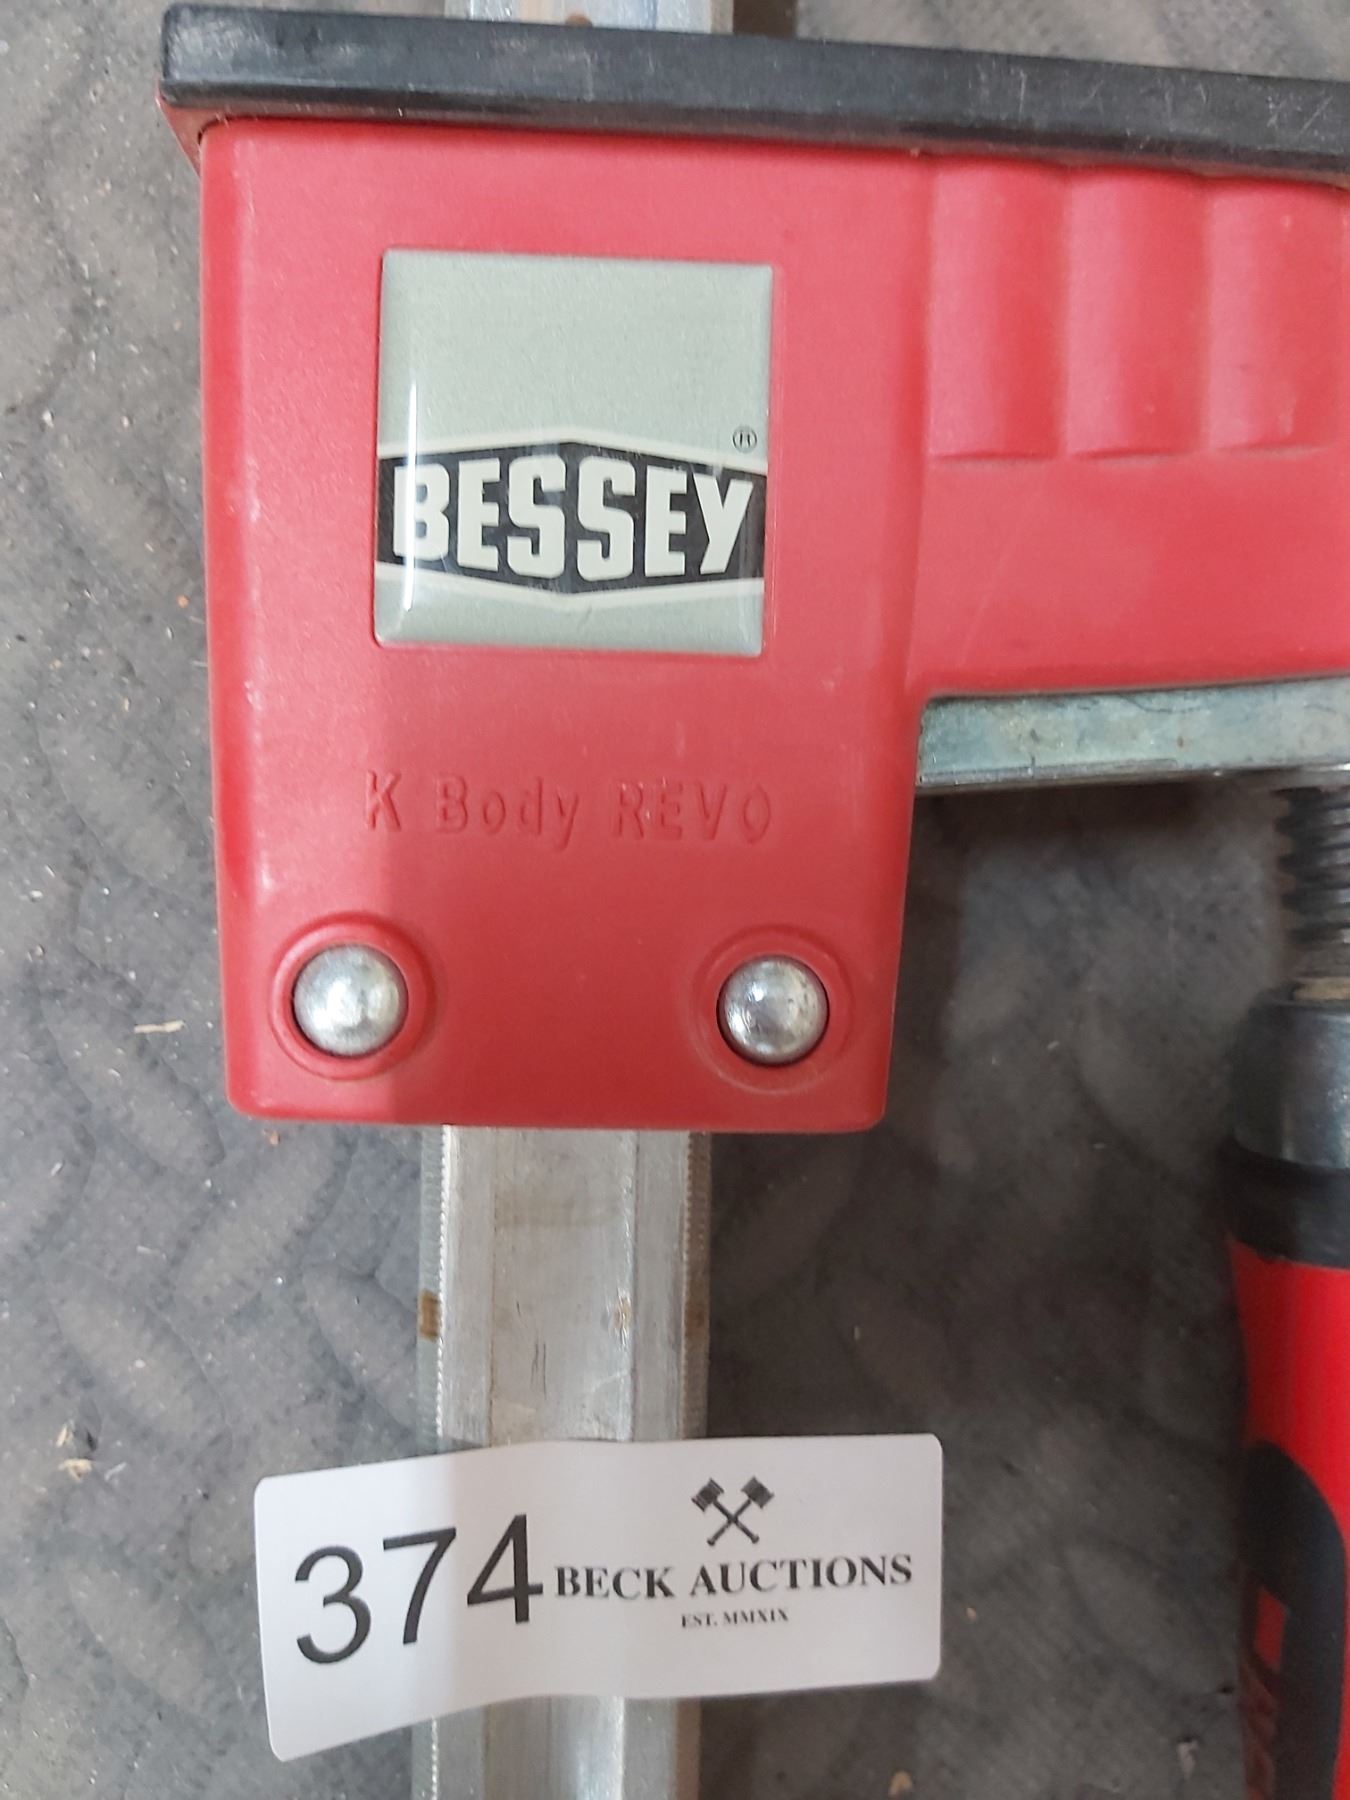 BESSEY®
K Body REVO
374
BECK AUCTIONS
EST. MMXIX